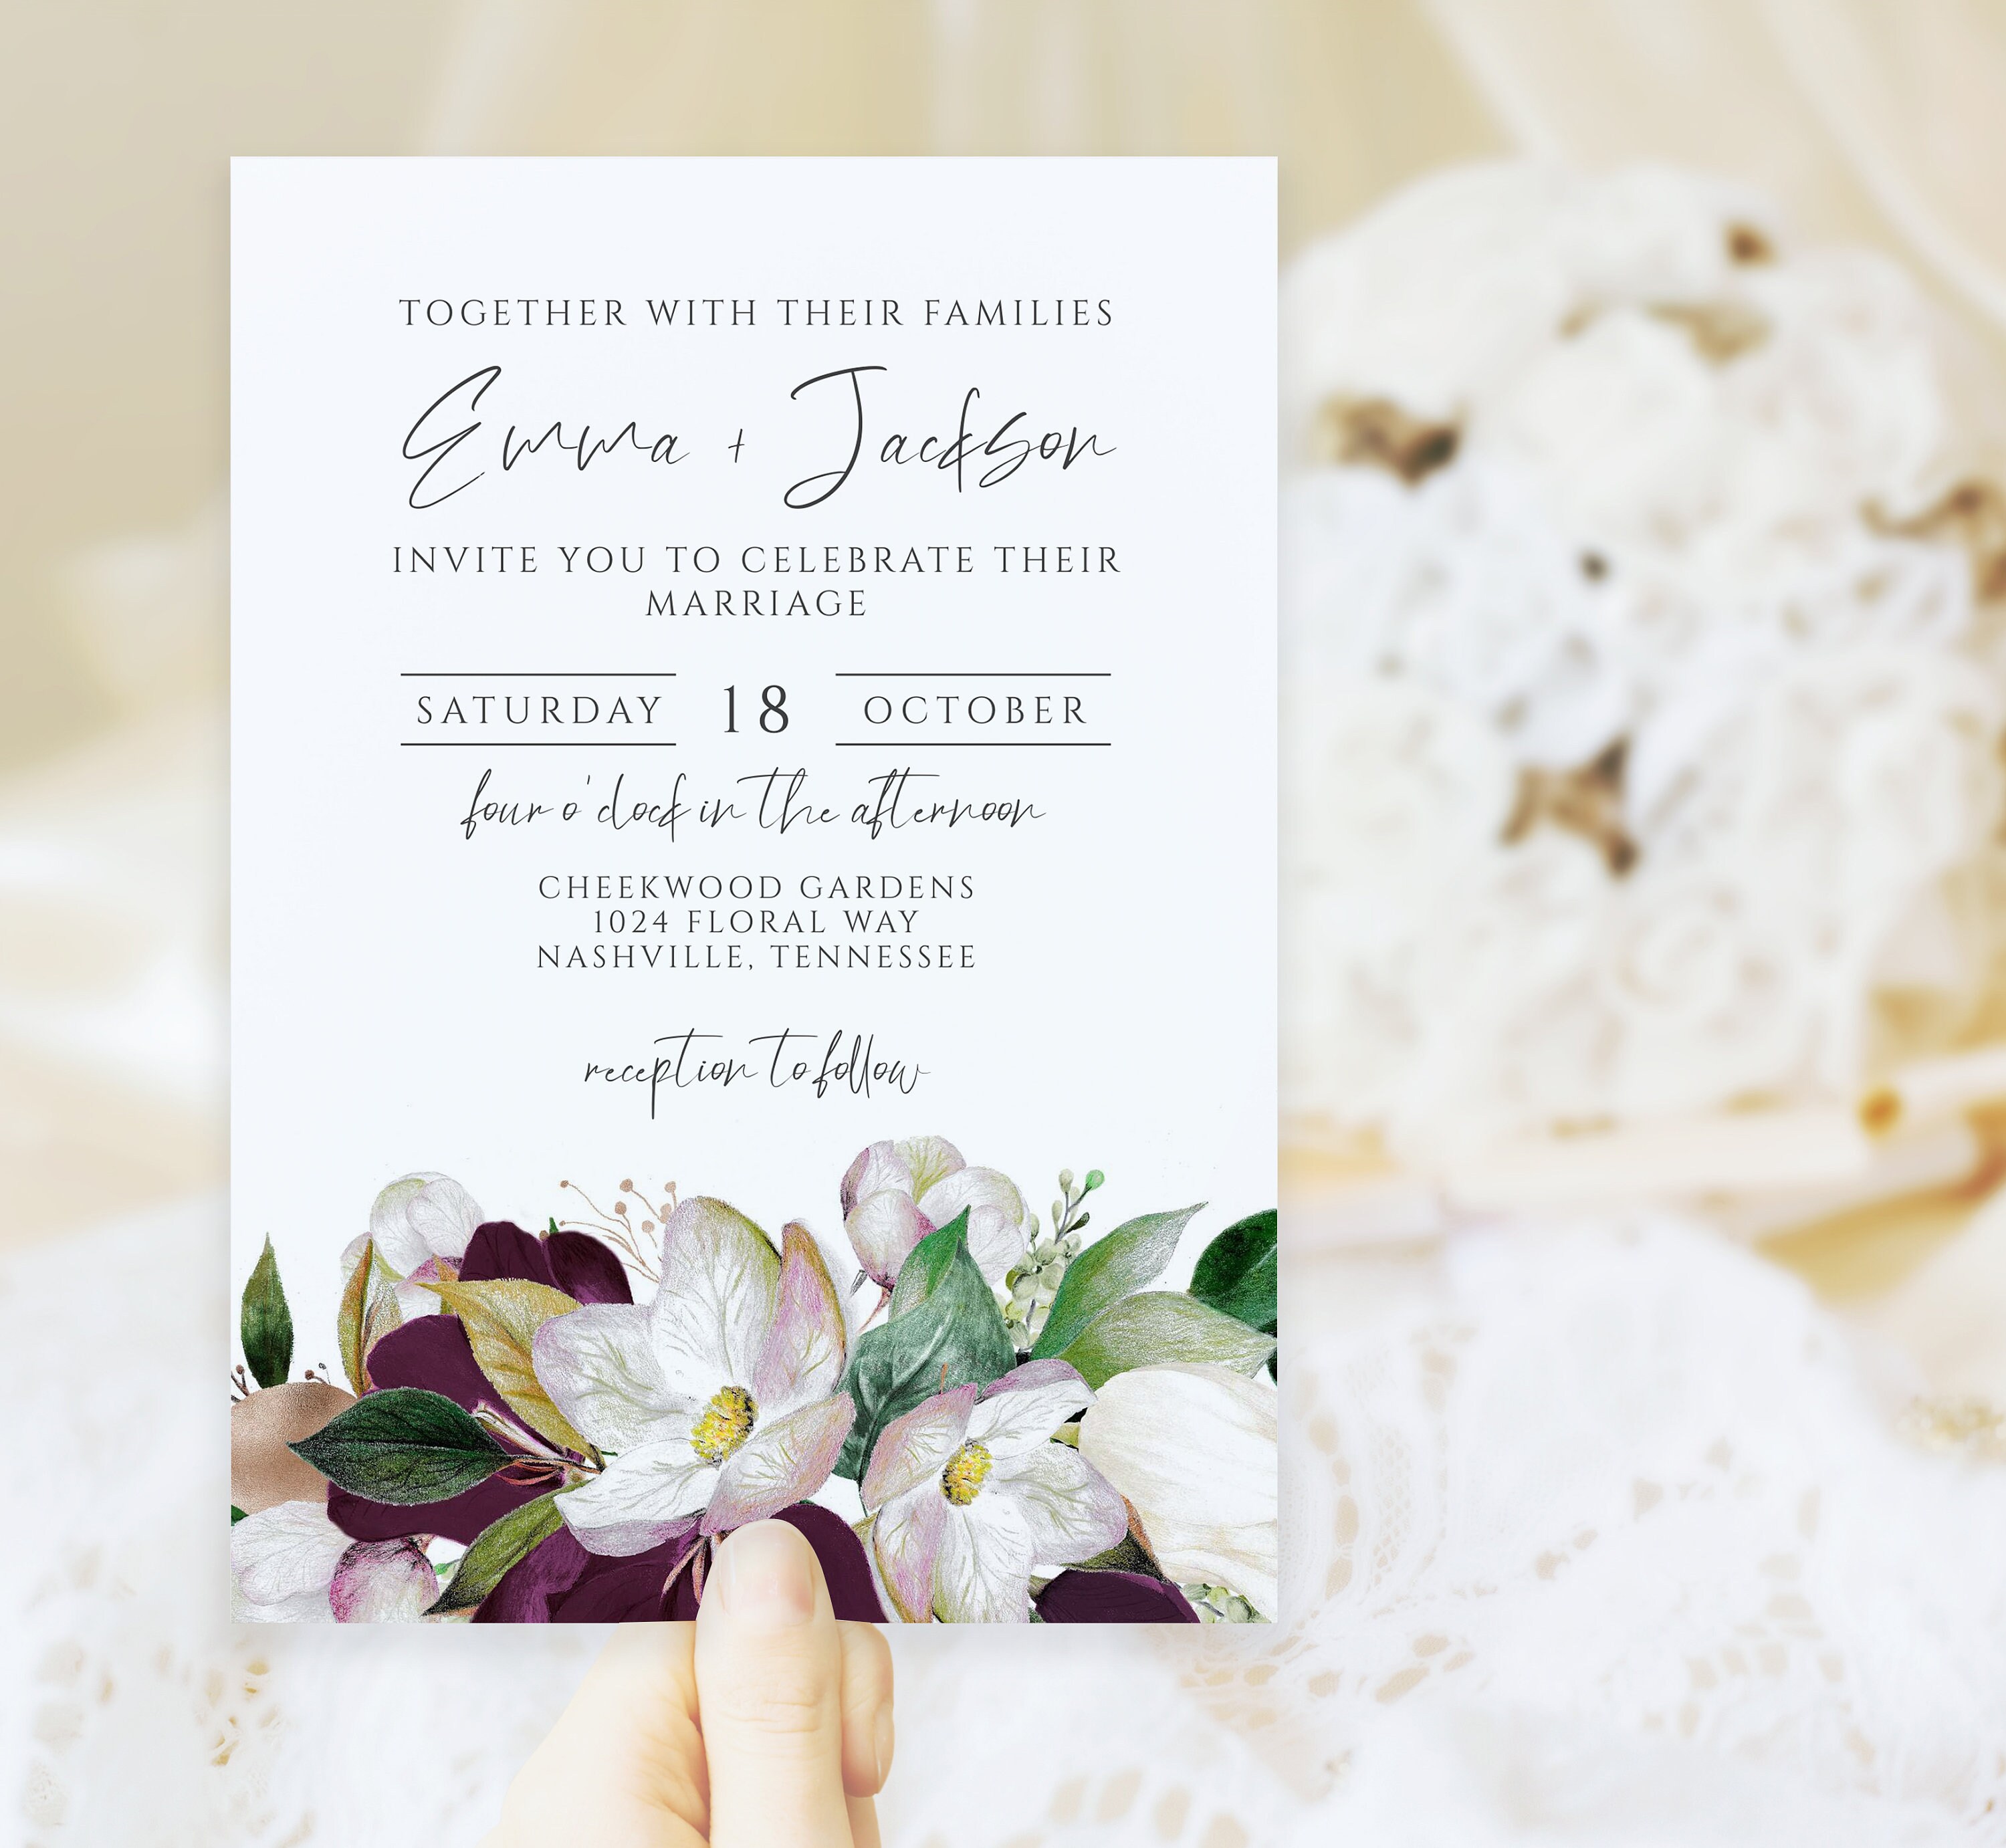 TOGETHER WITH THEIR FAMILIES
Emma + Jackson
INVITE YOU TO CELEBRATE THEIR
MARRIAGE
SATURDAY 18 OCTOBER
four o'clock in the afternoon
CHEEKWOOD GARDENS
1024 FLORAL WAY
NASHVILLE, TENNESSEE
reception to follow